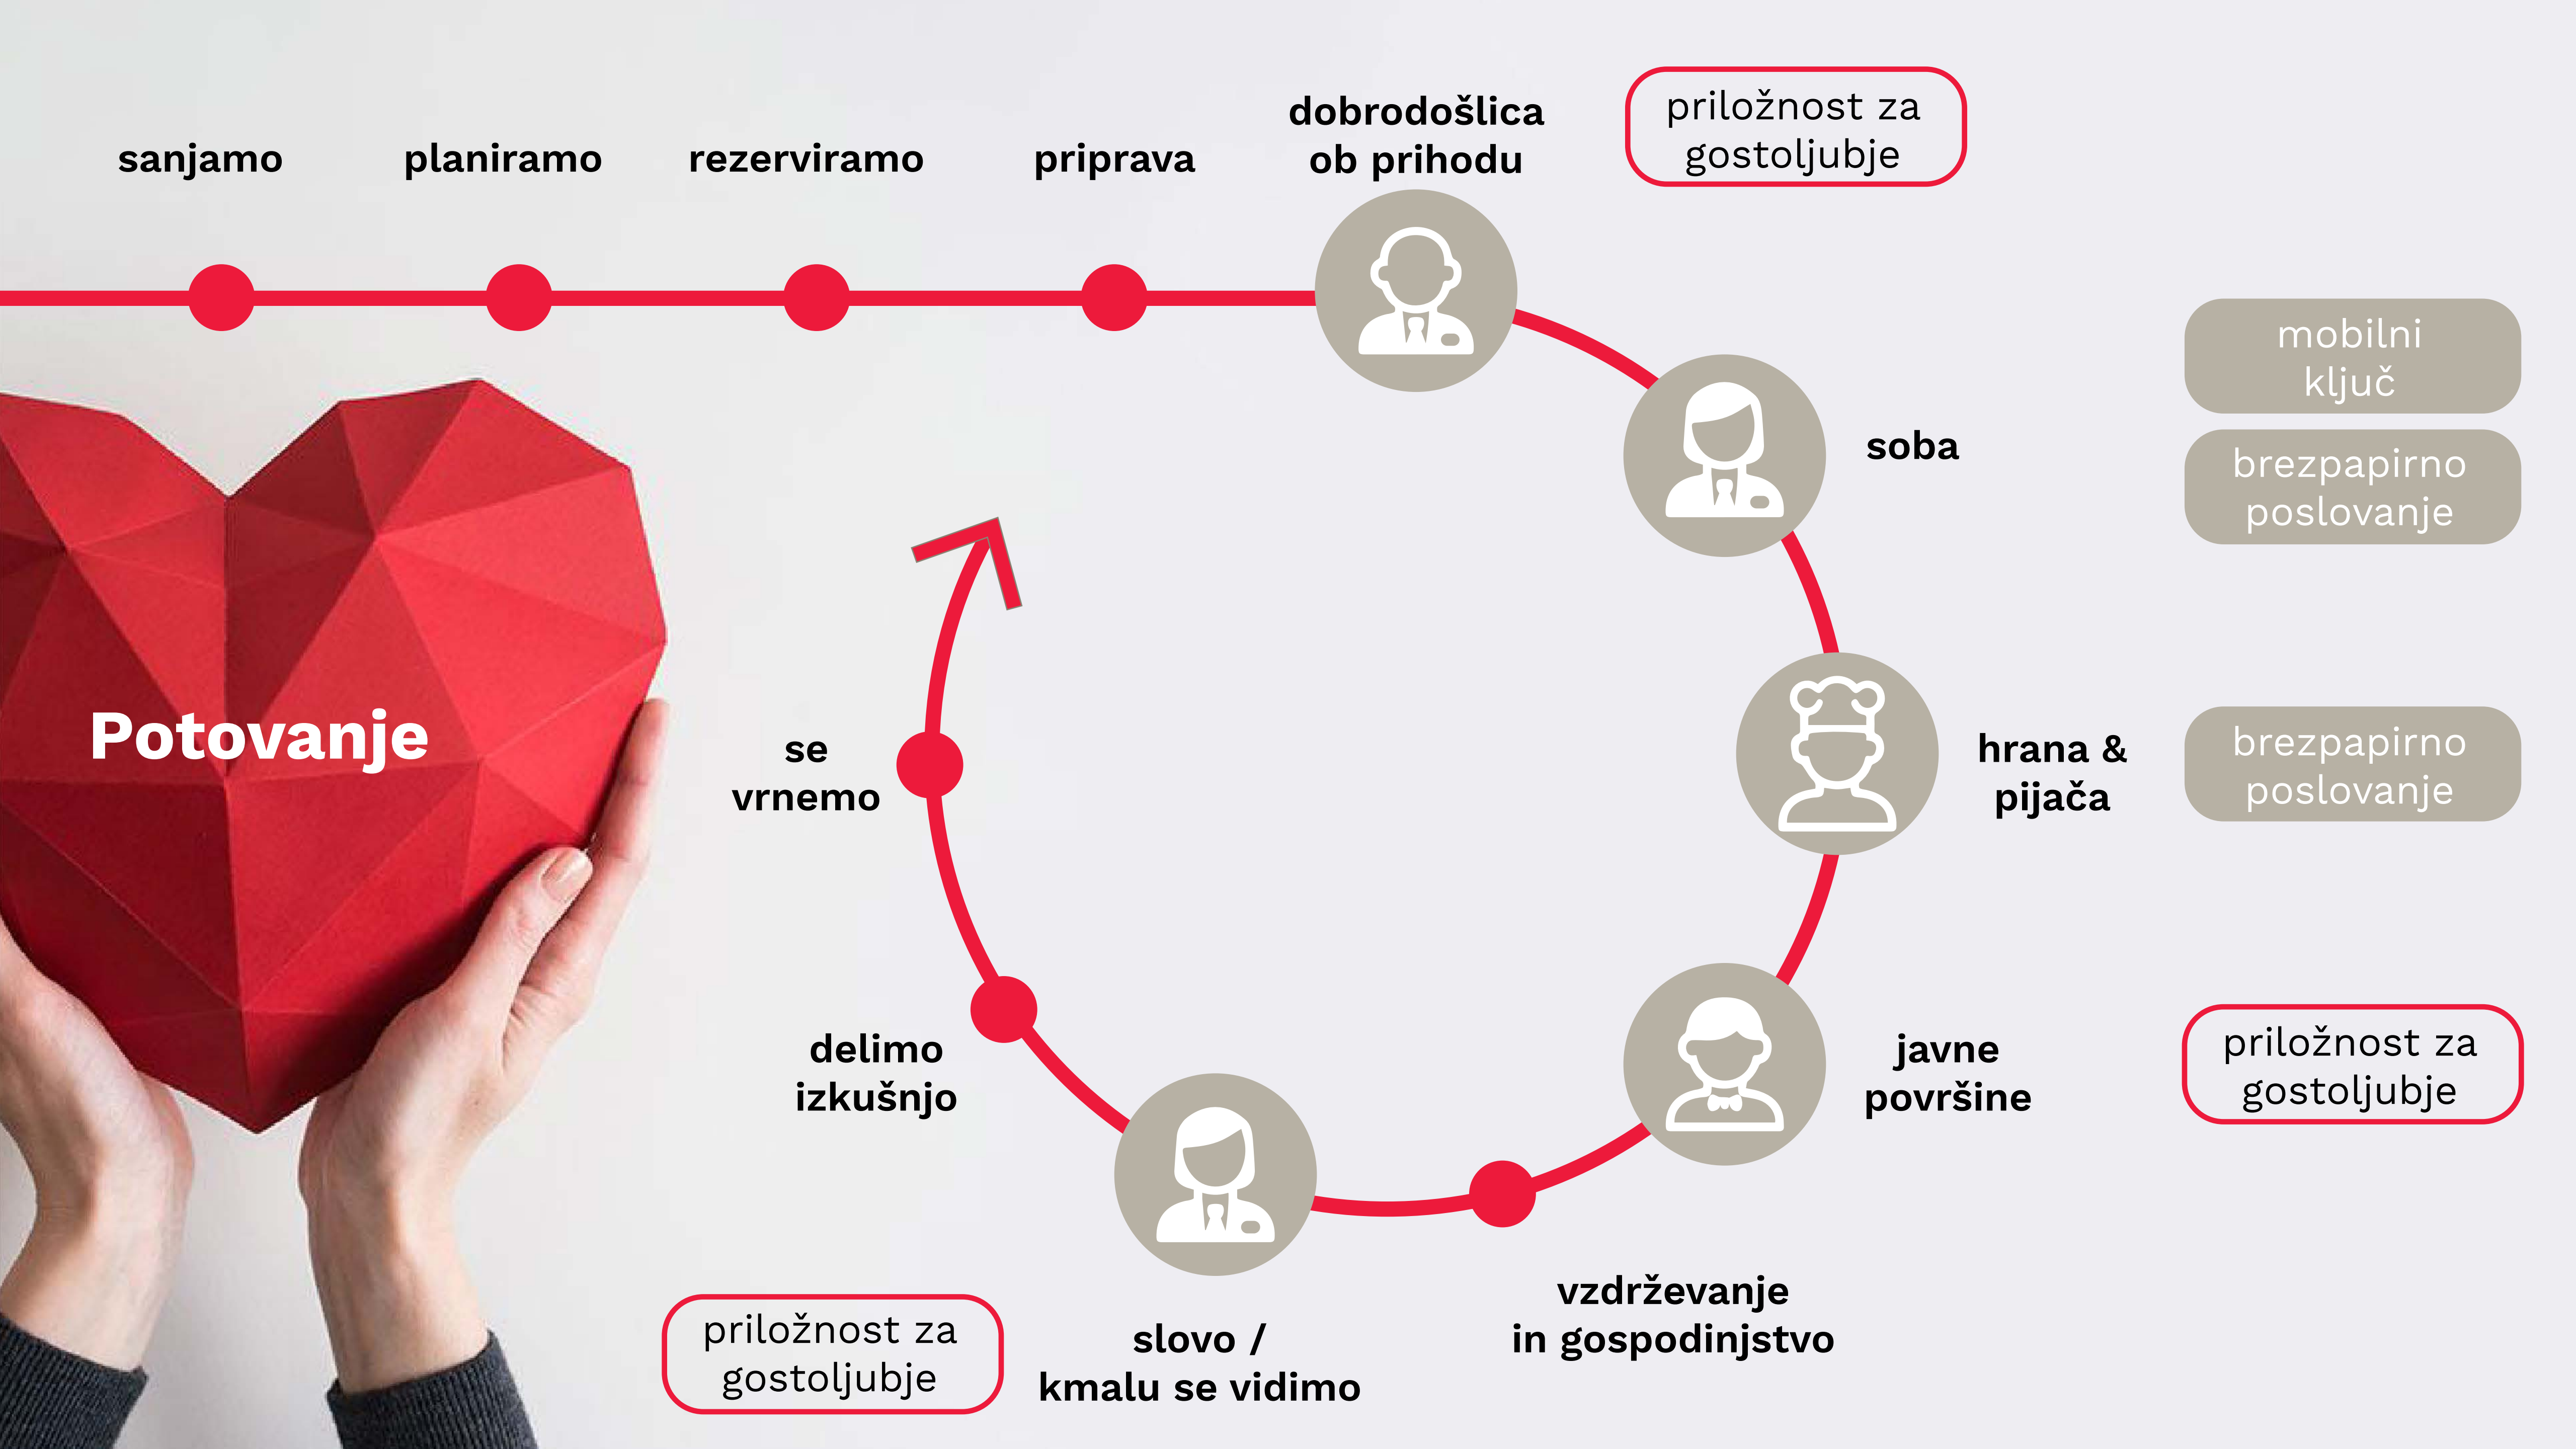 sanjamo
planiramo
rezerviramo
priprava
dobrodošlica
ob prihodu
priložnost za
gostoljubje
soba
mobilni
ključ
brezpapirno
poslovanje
hrana &
pijača
brezpapirno
poslovanje
javne
površine
priložnost za
gostoljubje
vzdrževanje
in gospodinjstvo
slovo /
kmalu se vidimo
priložnost za
gostoljubje
delimo
izkušnjo
se
vrnemo
Potovanje